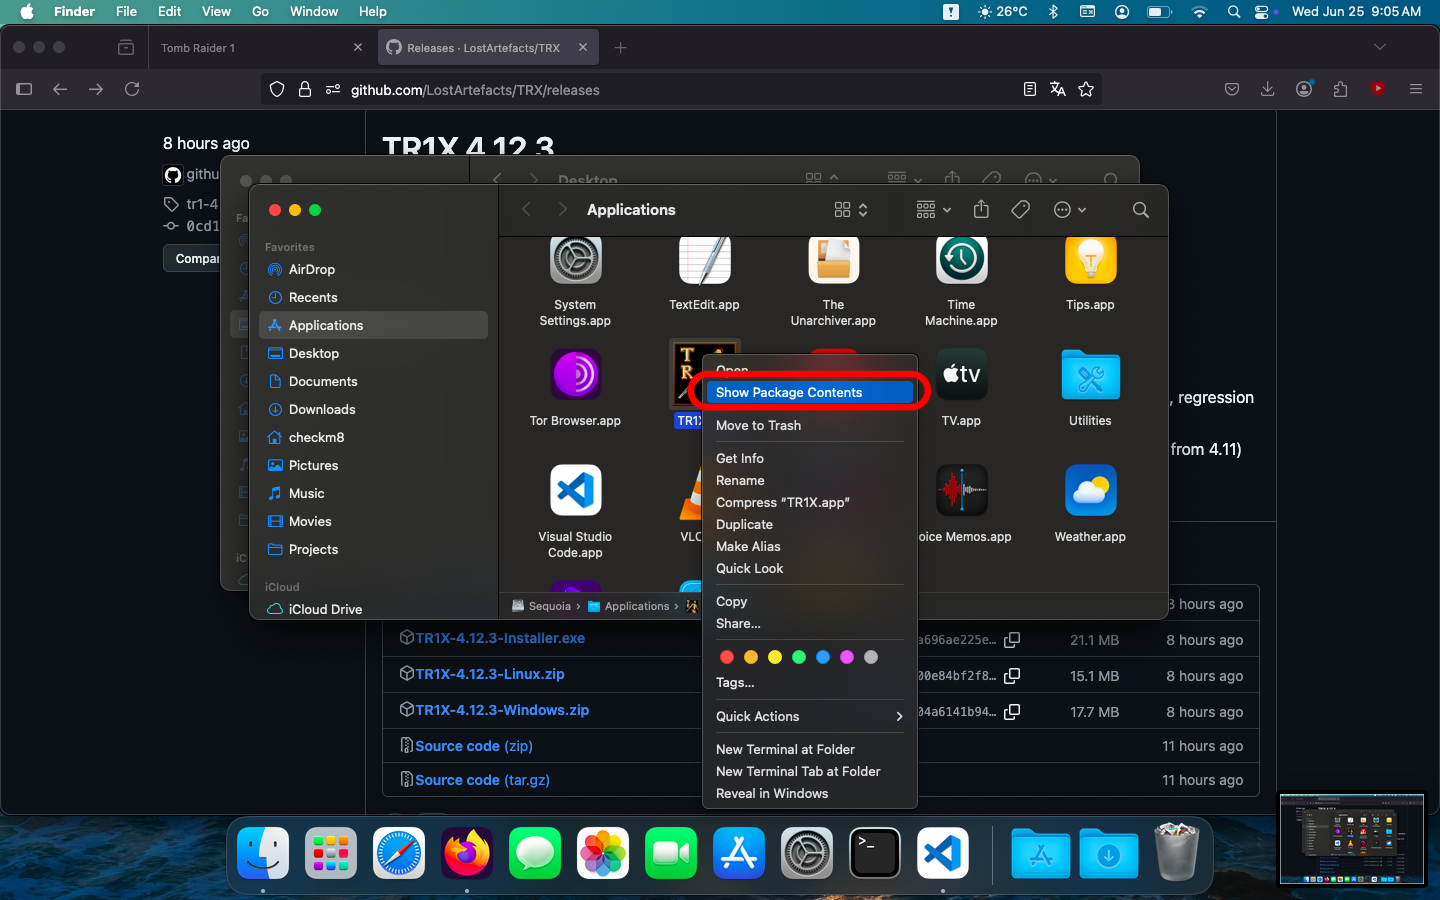 Finder File Edit View Go Window Help
26°C Wed Jun 25 9:05 AM
Tomb Raider 1
Releases · LostArtefacts/TRX
github.com/LostArtefacts/TRX/releases
8 hours ago
TR1X 4.12.3
githu
tr1-4
0cd1
Compar
Desktop
Fa
iC
Applications
Favorites
AirDrop
Recents
Applications
Desktop
Documents
Downloads
checkm8
Pictures
Music
Movies
Projects
iCloud
iCloud Drive
System Settings.app
TextEdit.app
The Unarchiver.app
Time Machine.app
Tips.app
Tor Browser.app
TR1X
tv
TV.app
Utilities
Visual Studio Code.app
VLC
oice Memos.app
Weather.app
Sequoia › Applications ›
Open
Show Package Contents
Move to Trash
Get Info
Rename
Compress “TR1X.app”
Duplicate
Make Alias
Quick Look
Copy
Share...
Tags...
Quick Actions
New Terminal at Folder
New Terminal Tab at Folder
Reveal in Windows
, regression
from 4.11)
8 hours ago
TR1X-4.12.3-Installer.exe
a696ae225e… 21.1 MB 8 hours ago
TR1X-4.12.3-Linux.zip
00e84bf2f8… 15.1 MB 8 hours ago
TR1X-4.12.3-Windows.zip
04a6141b94… 17.7 MB 8 hours ago
Source code (zip)
11 hours ago
Source code (tar.gz)
11 hours ago